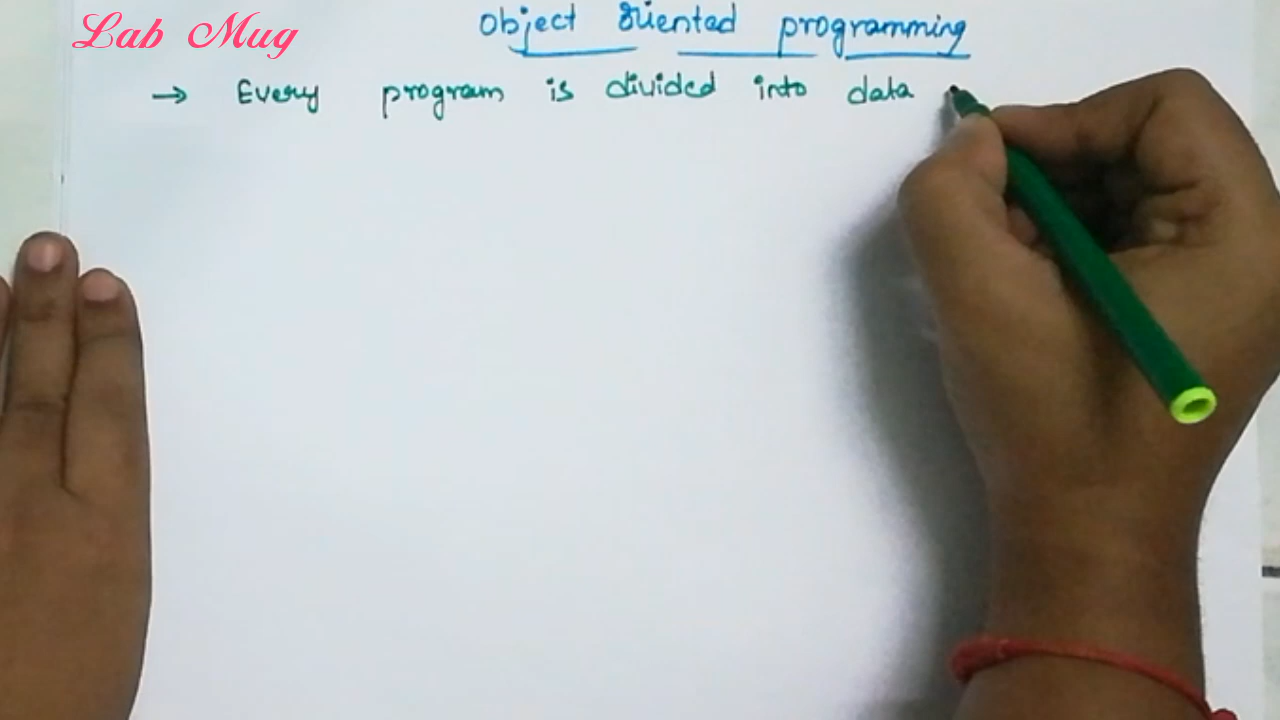 Lab Mug
Object oriented programming
→ Every program is divided into data